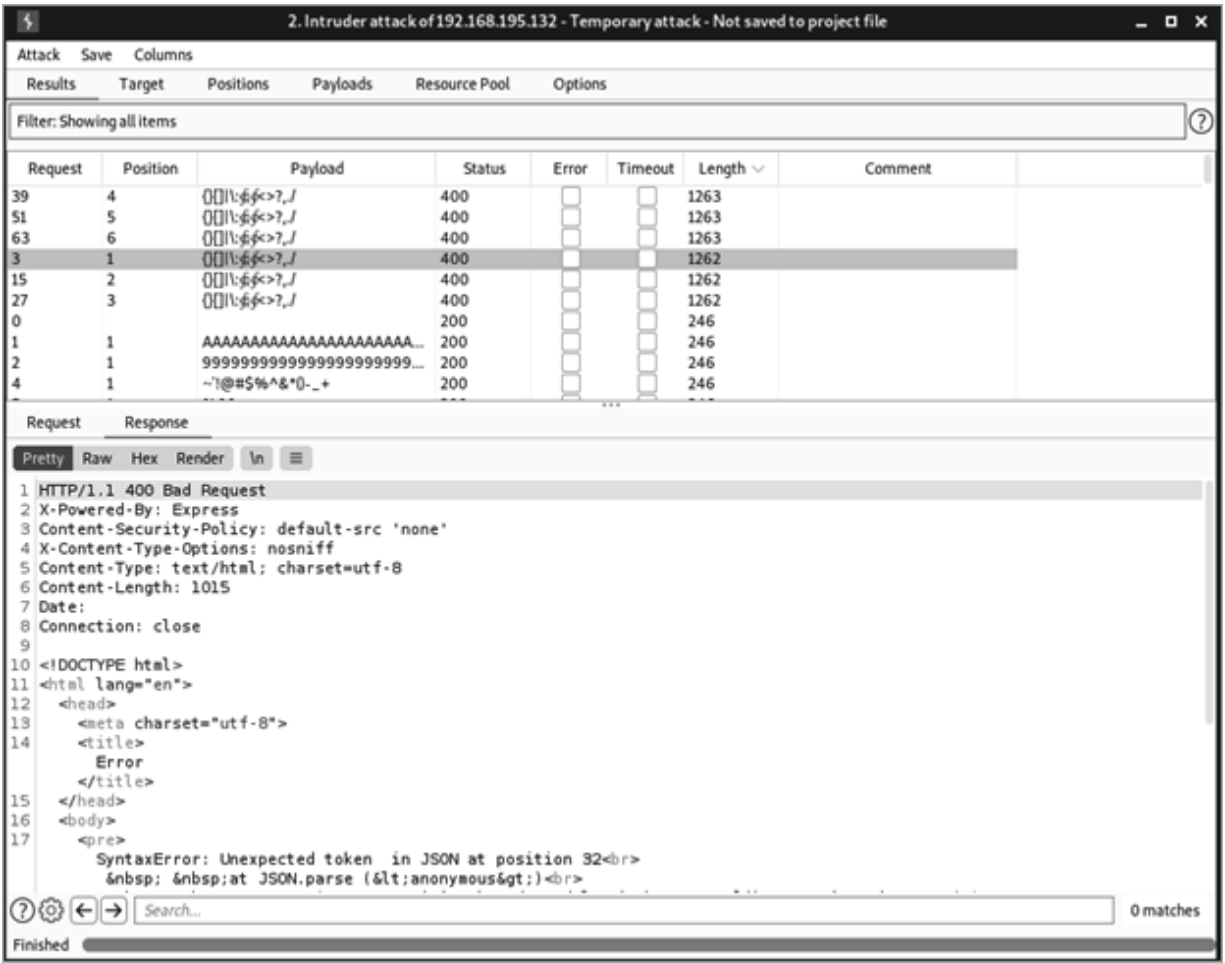 2. Intruder attack of 192.168.195.132 - Temporary attack - Not saved to project file
Attack Save Columns
Results Target Positions Payloads Resource Pool Options
Filter: Showing all items
Request Position Payload Status Error Timeout Length Comment
39 4 400 1263
51 5 400 1263
63 6 400 1263
3 1 400 1262
15 2 400 1262
27 3 400 1262
0 200 246
1 1 AAAAAAAAAAAAAAAAAAAAAA... 200 246
2 1 9999999999999999999999... 200 246
4 1 ~'!@#$%^&*()-_+ 200 246
Request Response
Pretty Raw Hex Render \n
1 HTTP/1.1 400 Bad Request
2 X-Powered-By: Express
3 Content-Security-Policy: default-src 'none'
4 X-Content-Type-Options: nosniff
5 Content-Type: text/html; charset=utf-8
6 Content-Length: 1015
7 Date:
8 Connection: close
9
10 <!DOCTYPE html>
11 <html lang="en">
12 <head>
13 <meta charset="utf-8">
14 <title>
Error
</title>
15 </head>
16 <body>
17 <pre>
SyntaxError: Unexpected token  in JSON at position 32<br>
&nbsp; &nbsp;at JSON.parse (&lt;anonymous&gt;)<br>
Search...
0 matches
Finished